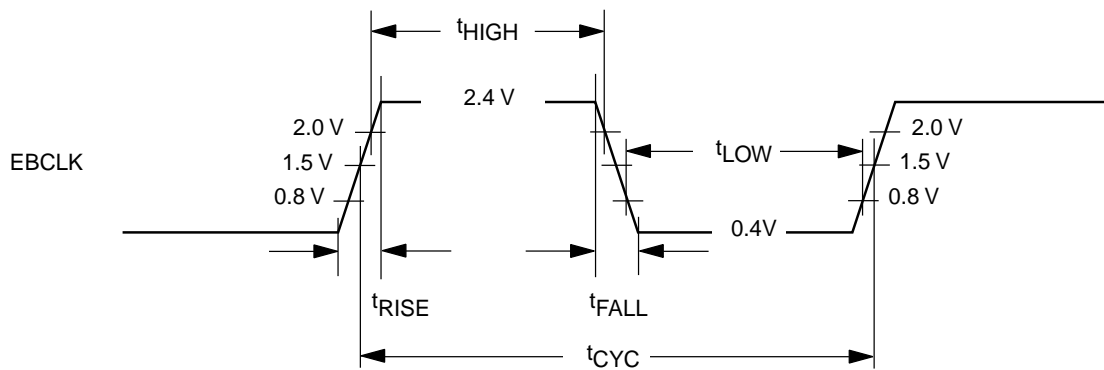 tHIGH
2.4 V
2.0 V
2.0 V
tLOW
EBCLK
1.5 V
1.5 V
0.8 V
0.8 V
0.4V
tRISE
tFALL
tCYC